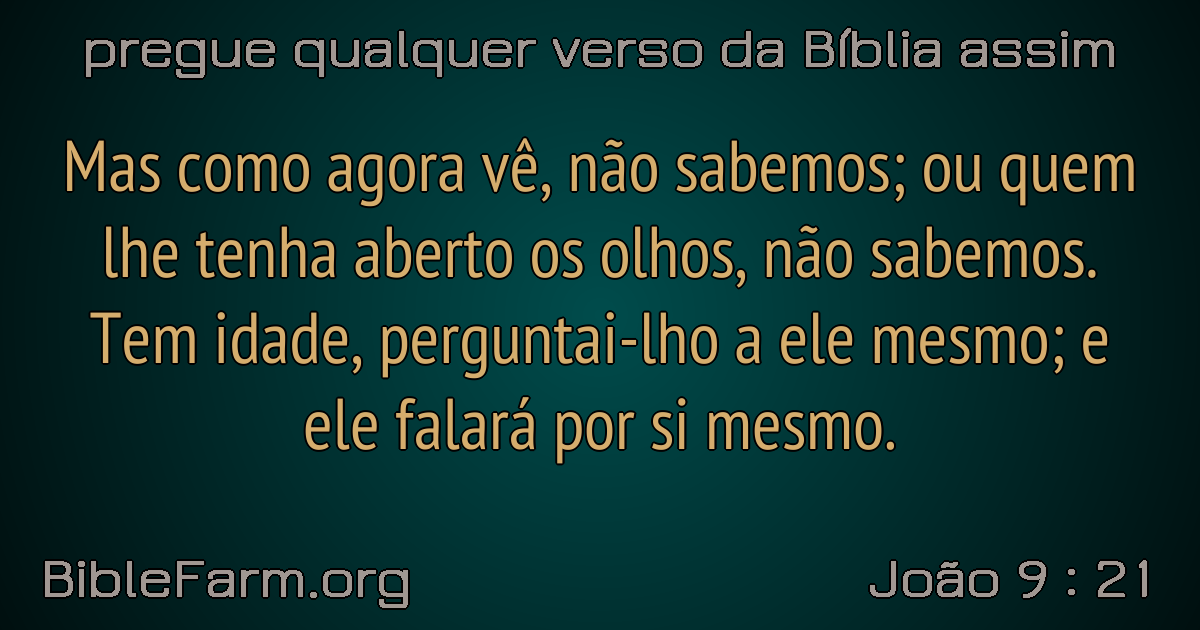 pregue qualquer verso da Bíblia assim
Mas como agora vê, não sabemos; ou quem
lhe tenha aberto os olhos, não sabemos.
Tem idade, perguntai-lho a ele mesmo; e
ele falará por si mesmo.
BibleFarm.org
João 9 : 21